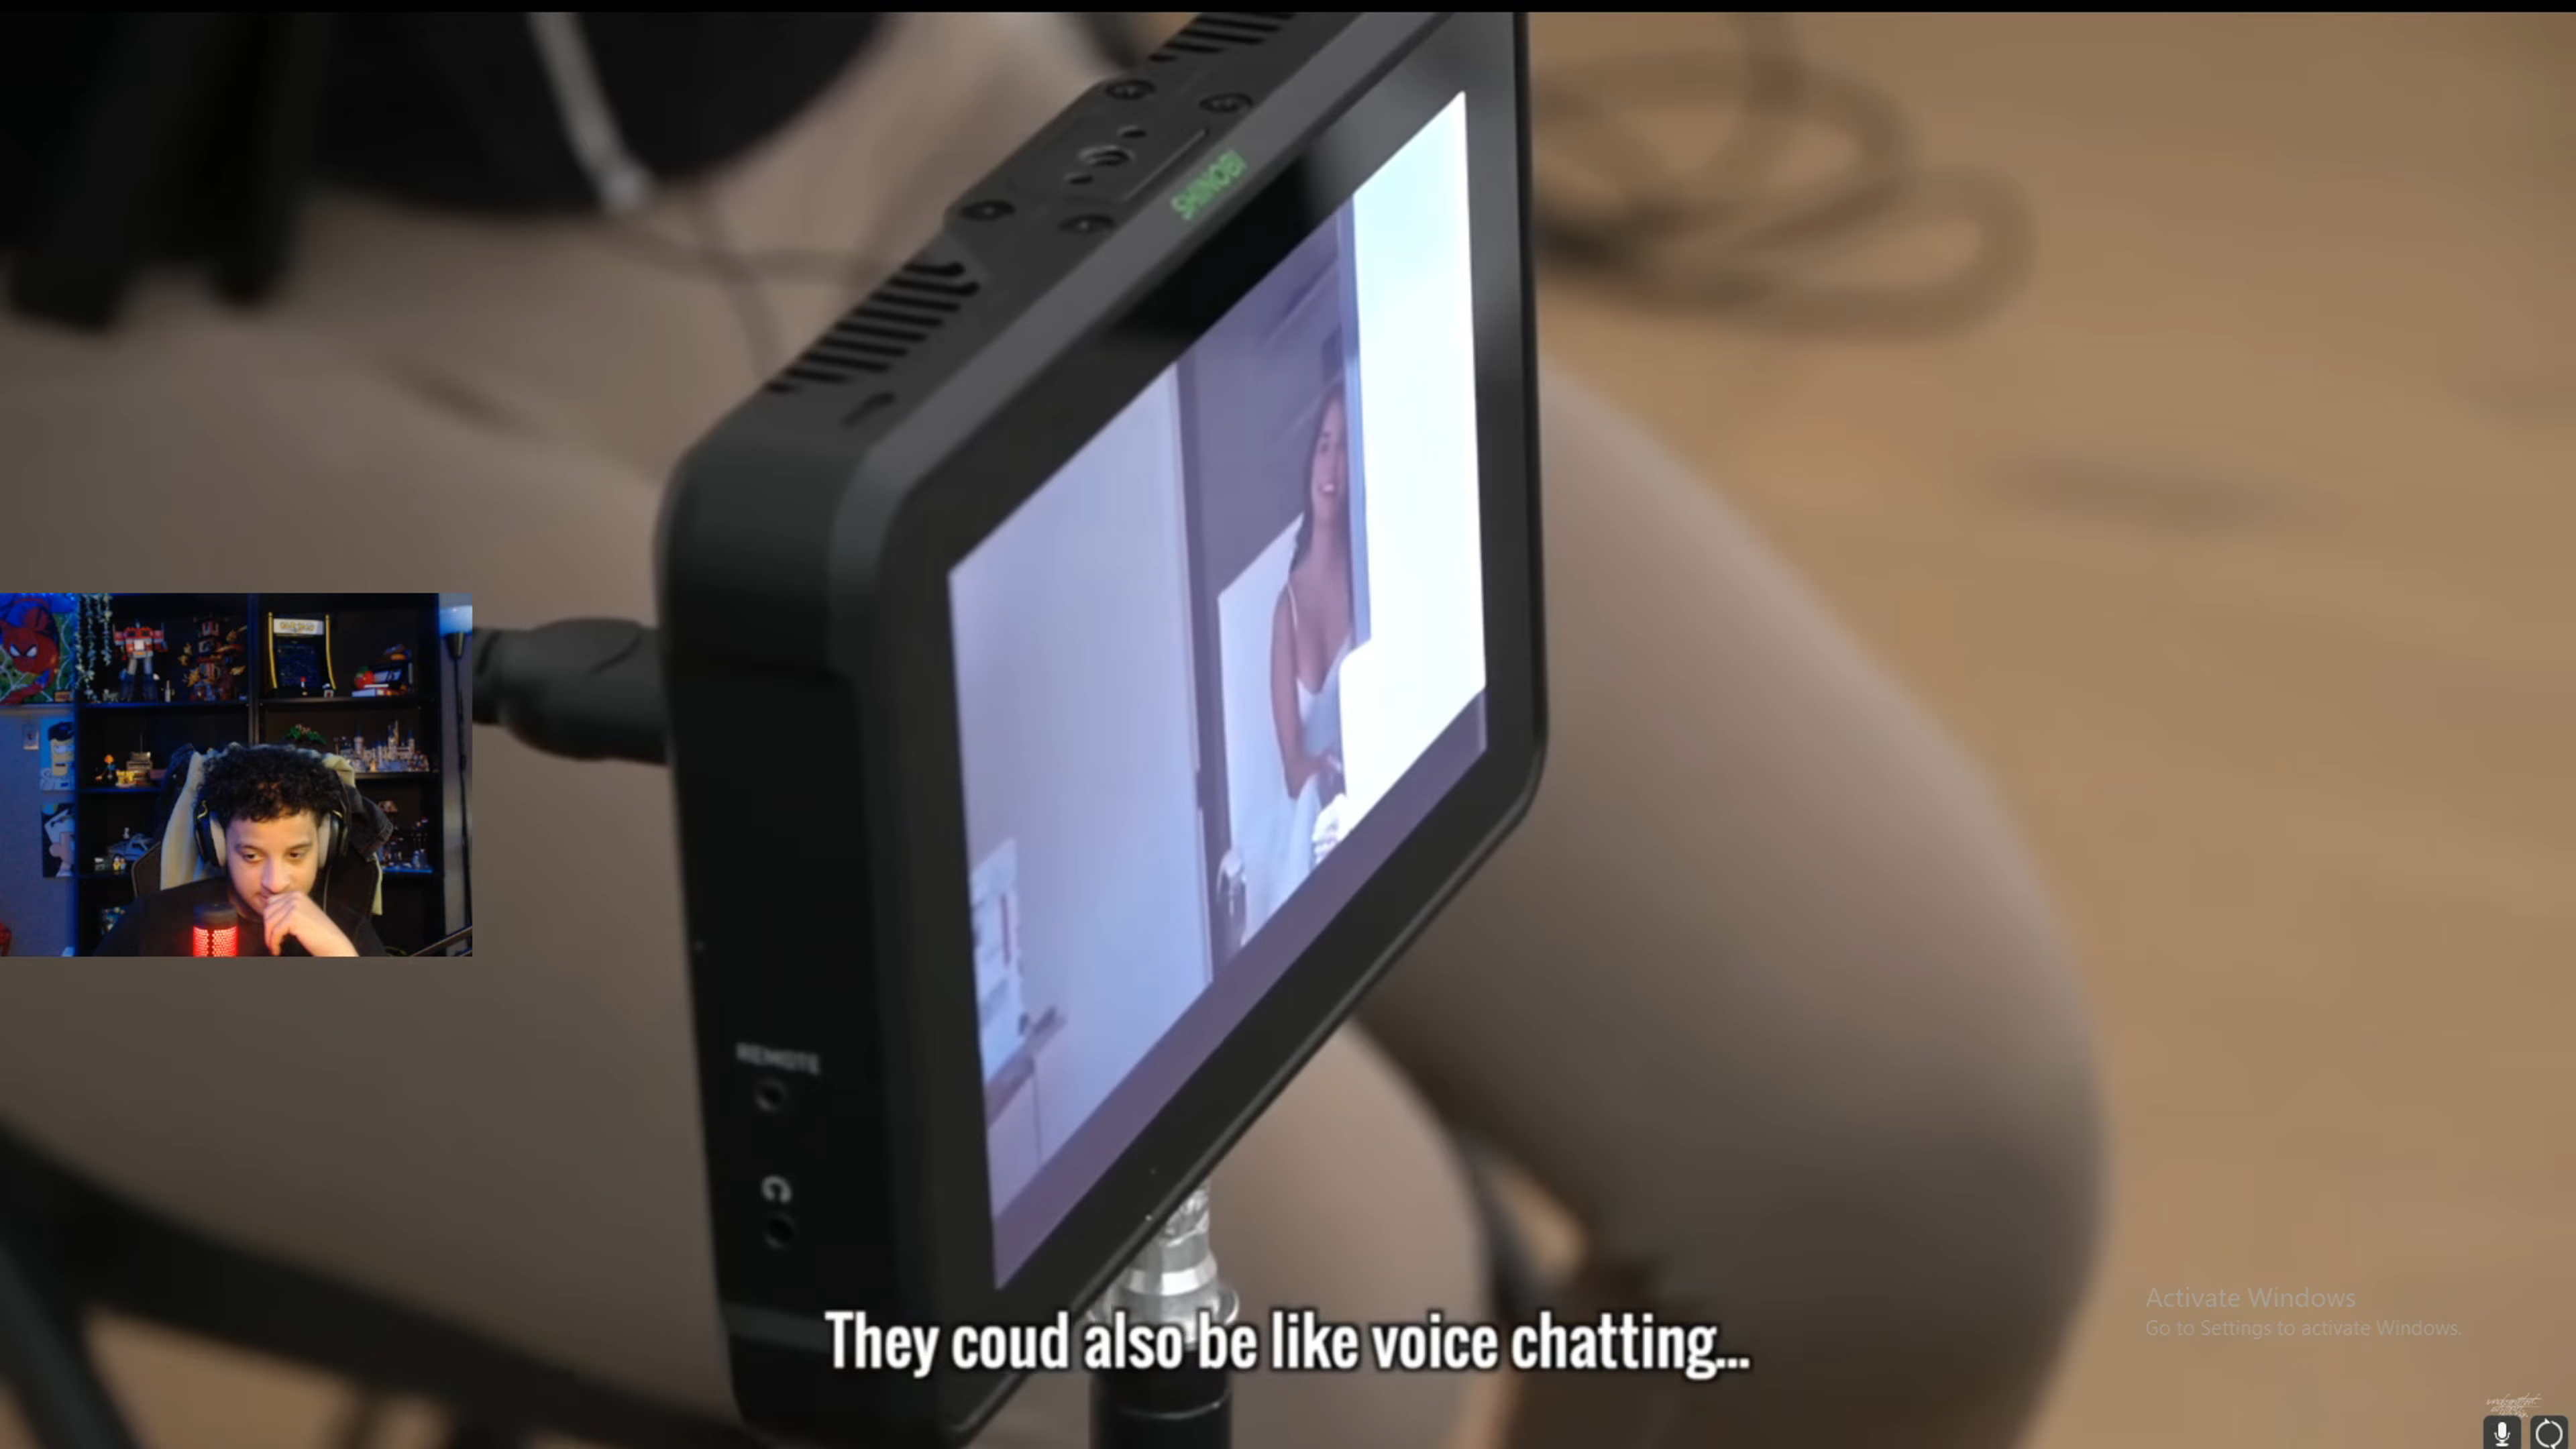 SHINOBI
REMOTE
They coud also be like voice chatting...
Activate Windows
Go to Settings to activate Windows.